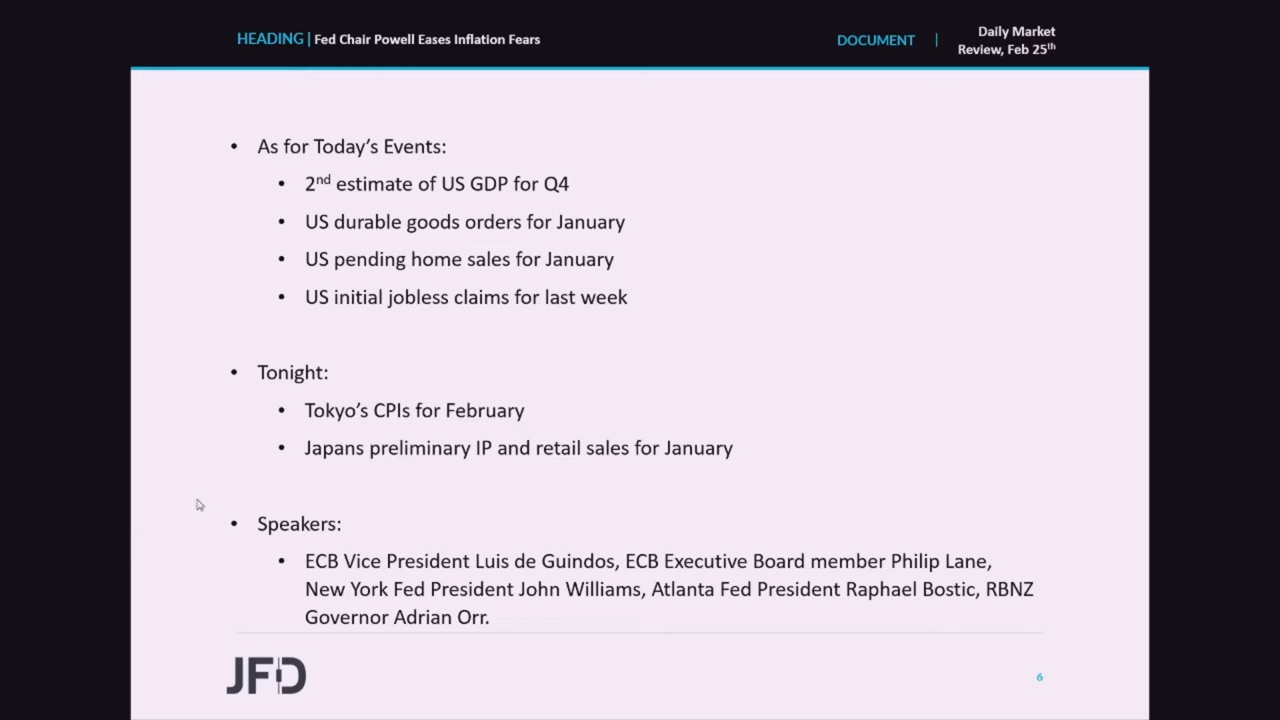 HEADING | Fed Chair Powell Eases Inflation Fears
DOCUMENT | Daily Market
Review, Feb 25th
• As for Today's Events:
• 2nd estimate of US GDP for Q4
• US durable goods orders for January
• US pending home sales for January
• US initial jobless claims for last week
• Tonight:
• Tokyo's CPIs for February
• Japans preliminary IP and retail sales for January
• Speakers:
• ECB Vice President Luis de Guindos, ECB Executive Board member Philip Lane,
New York Fed President John Williams, Atlanta Fed President Raphael Bostic, RBNZ
Governor Adrian Orr.
JFD
6